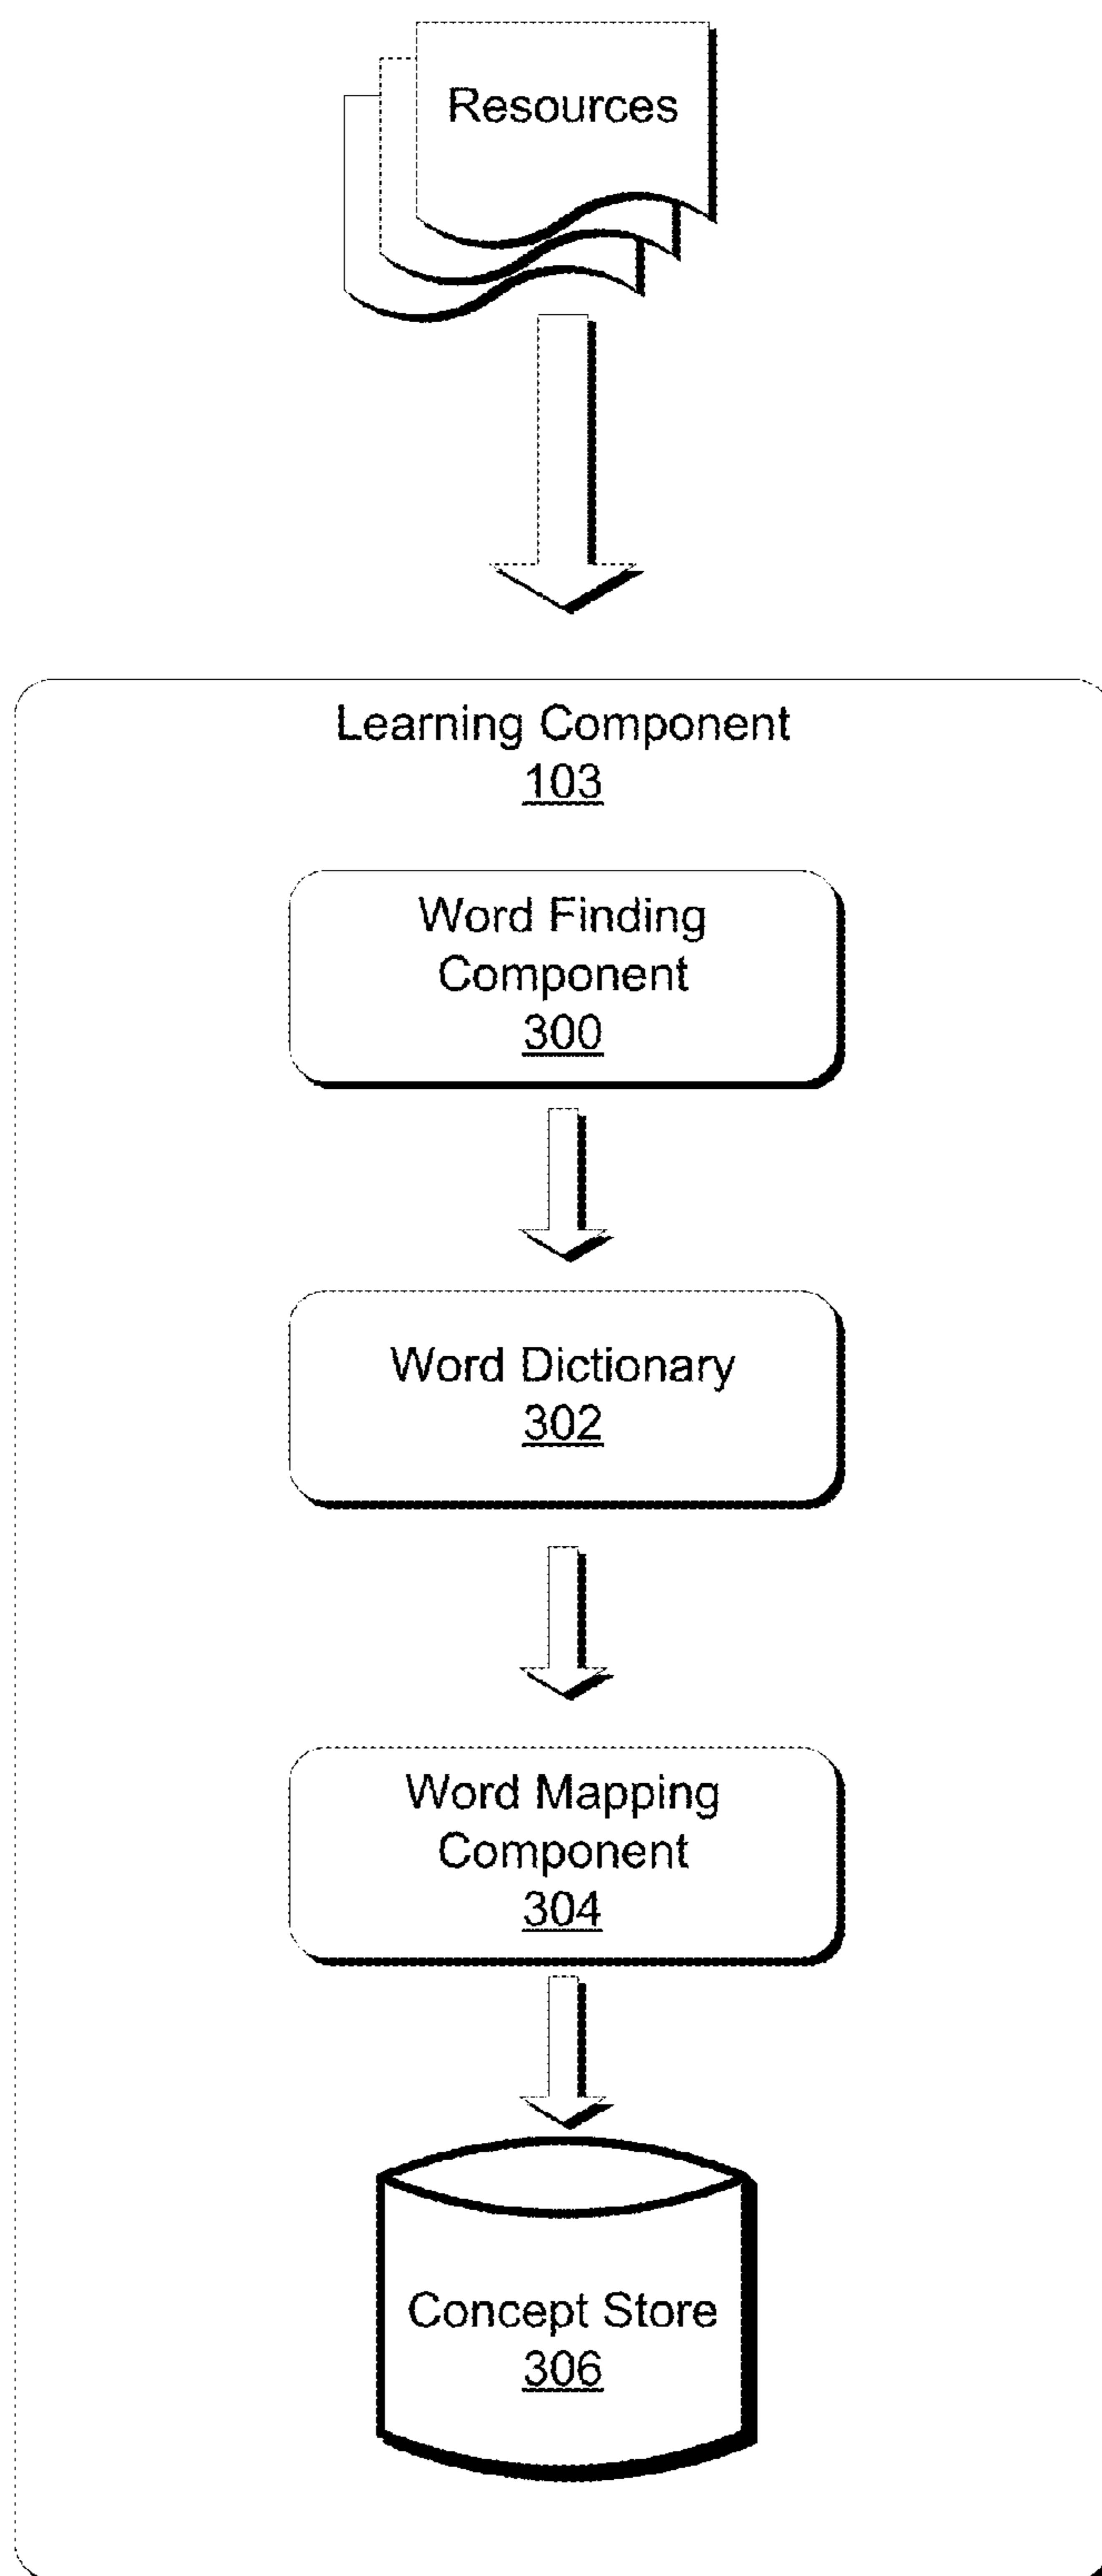 Resources
Learning Component
103
Word Finding
Component
300
Word Dictionary
302
Word Mapping
Component
304
Concept Store
306